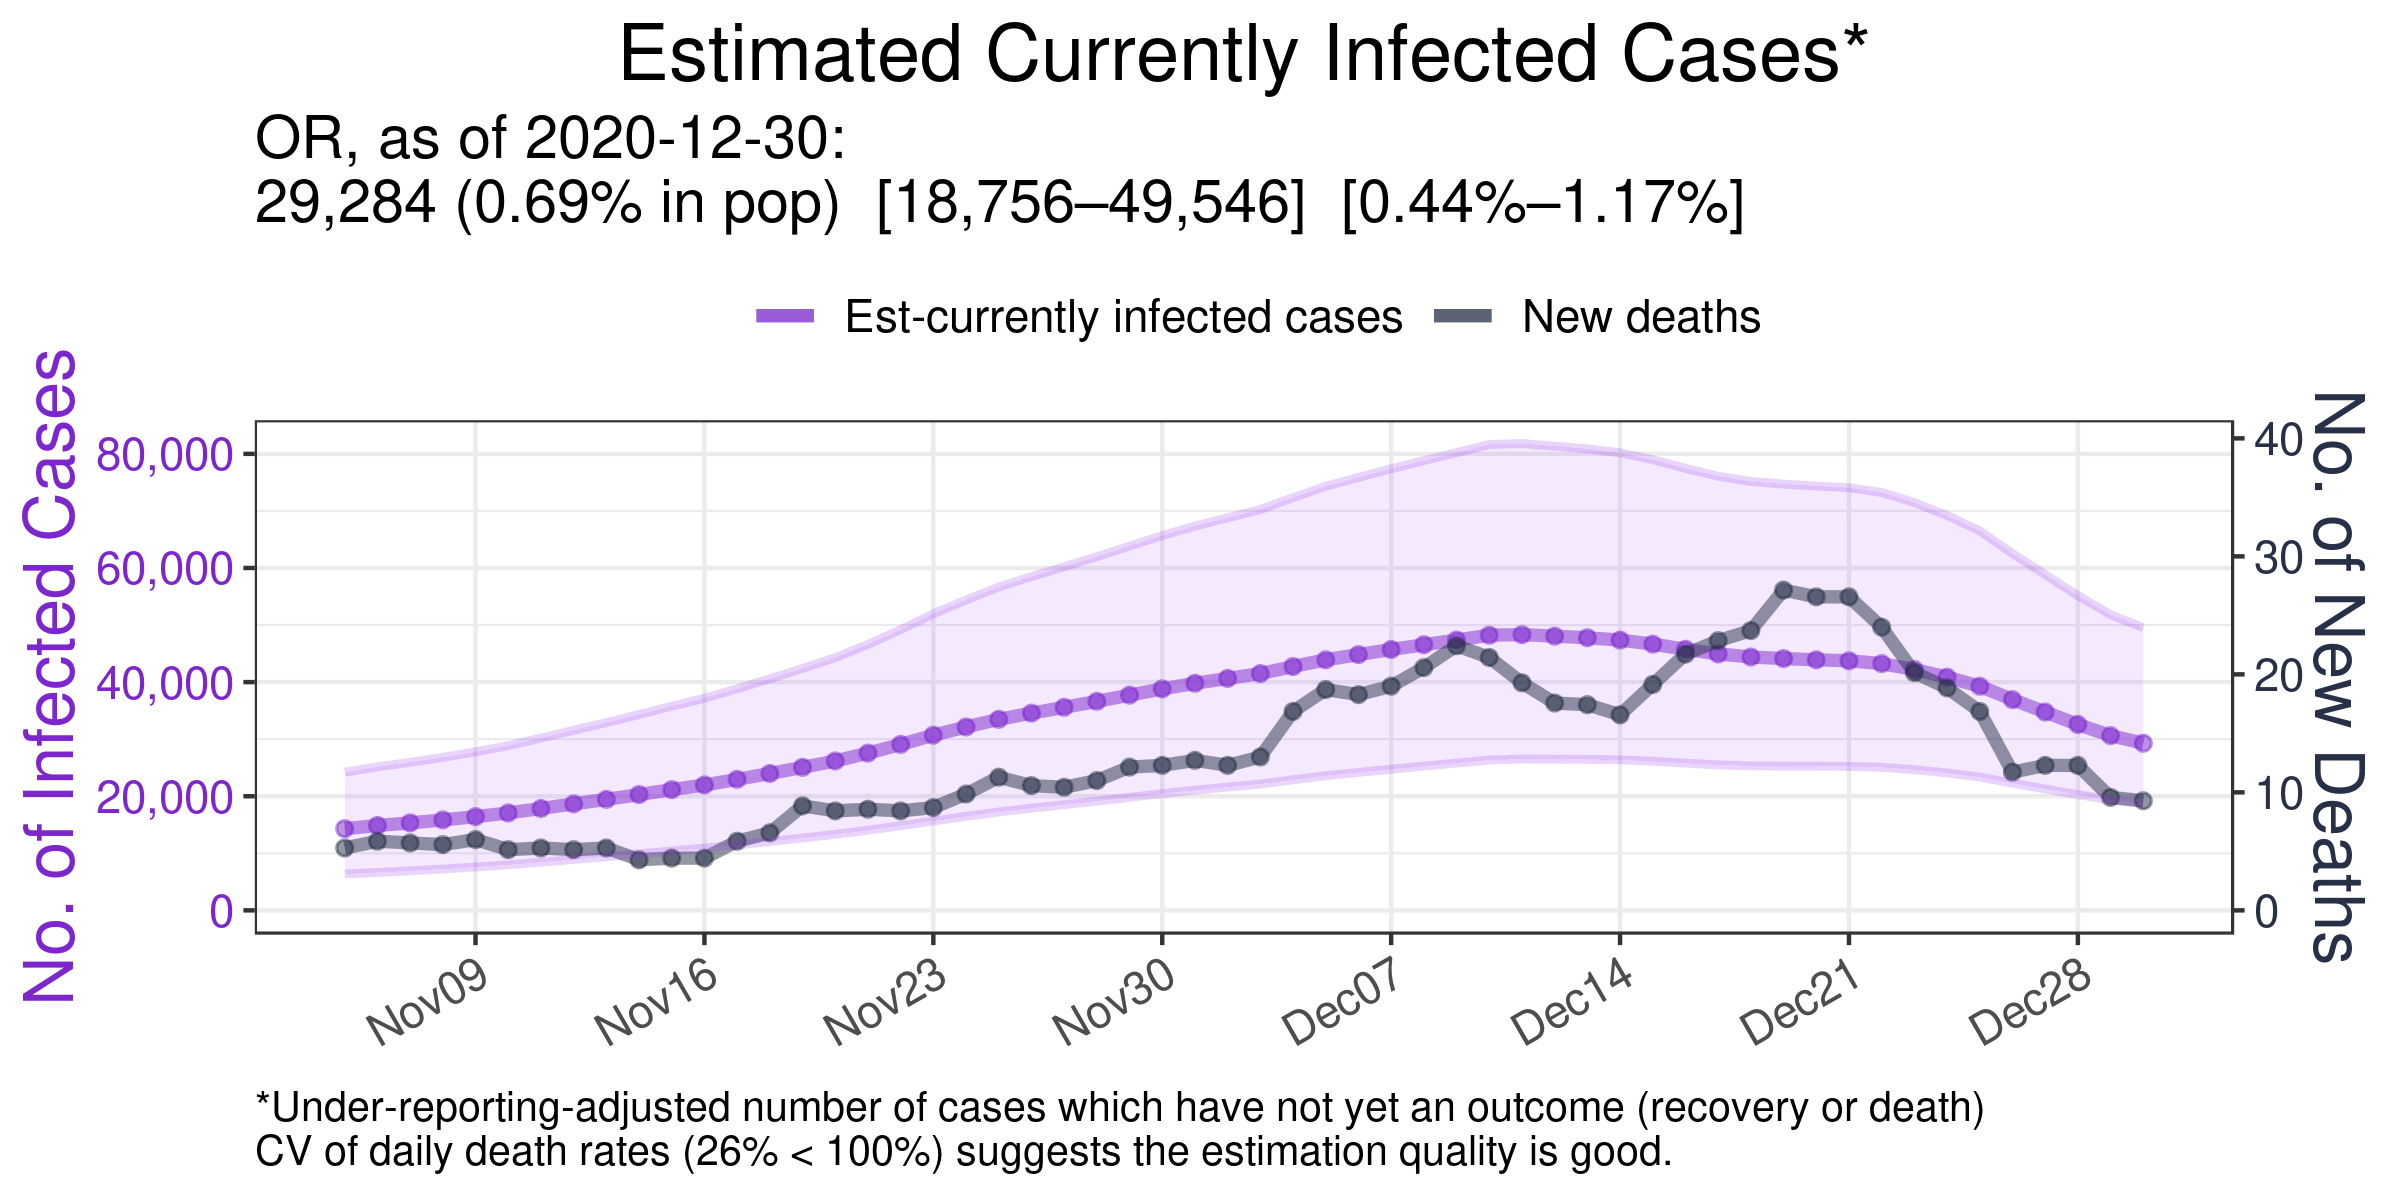 Estimated Currently Infected Cases*
OR, as of 2020-12-30:
29,284 (0.69% in pop)  [18,756–49,546]  [0.44%–1.17%]
Est-currently infected cases
New deaths
No. of Infected Cases
80,000
60,000
40,000
20,000
0
No. of New Deaths
40
30
20
10
0
Nov09
Nov16
Nov23
Nov30
Dec07
Dec14
Dec21
Dec28
*Under-reporting-adjusted number of cases which have not yet an outcome (recovery or death)
CV of daily death rates (26% < 100%) suggests the estimation quality is good.